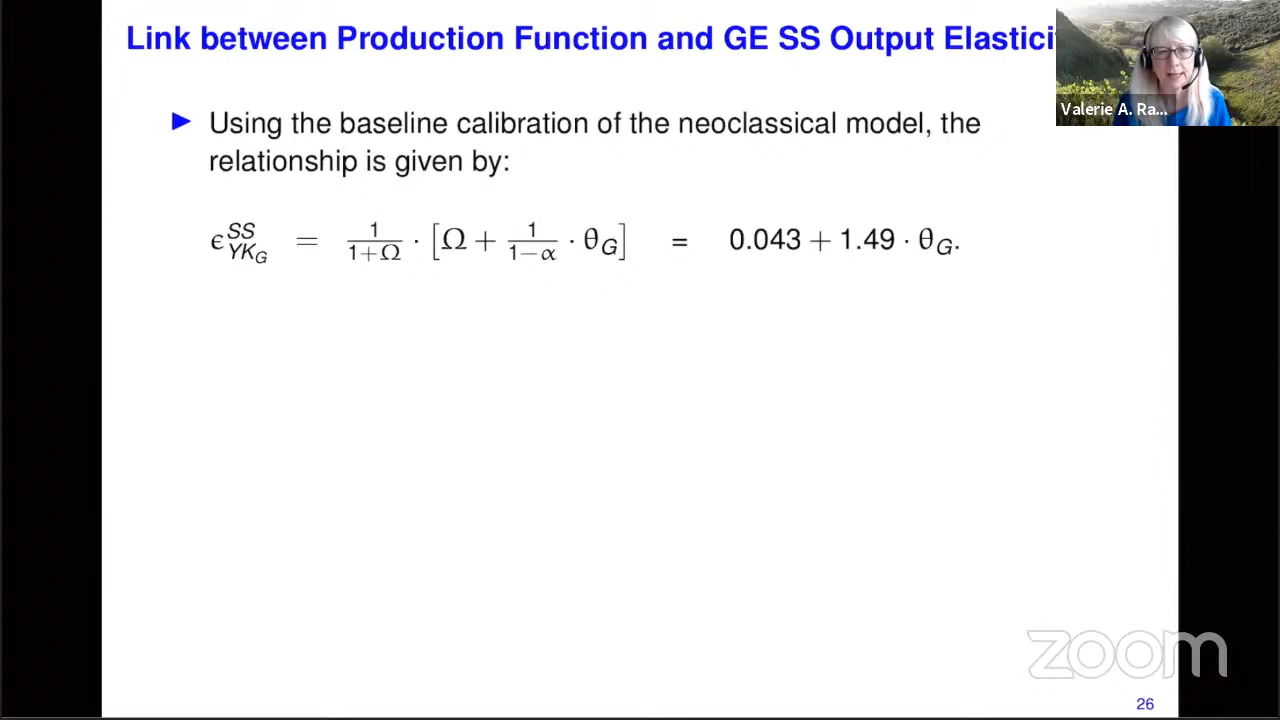 Link between Production Function and GE SS Output Elastici
Valerie A. Ra...
▶ Using the baseline calibration of the neoclassical model, the
relationship is given by:
ϵ^{SS}_{YK_G} = \frac{1}{1+Ω} · [Ω + \frac{1}{1−α} · θ_G] = 0.043 + 1.49 · θ_G.
zoom
26